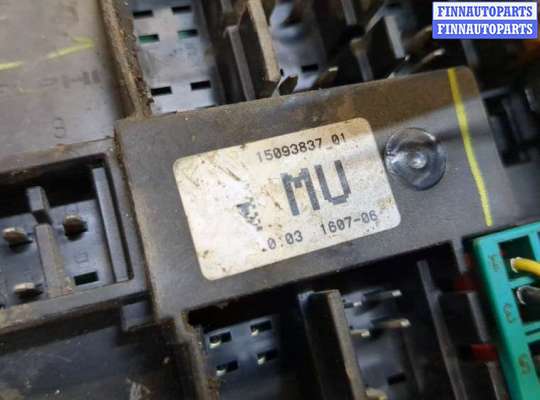 FINNAUTOPARTS
FINNAUTOPARTS
15093837_01
MU
0:03 1607-06